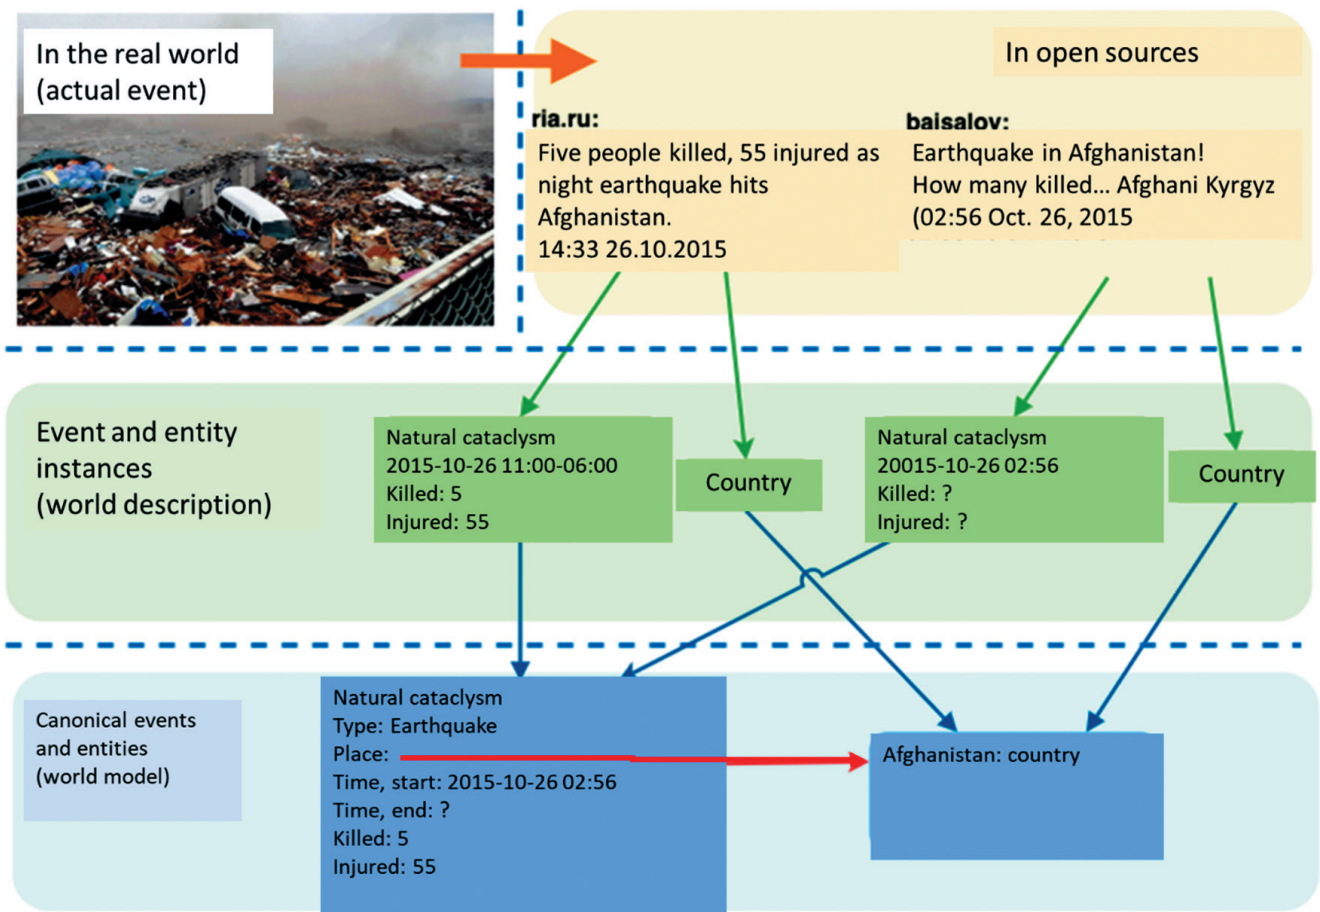 In the real world
(actual event)
In open sources
ria.ru:
Five people killed, 55 injured as
night earthquake hits
Afghanistan.
14:33 26.10.2015
baisalov:
Earthquake in Afghanistan!
How many killed... Afghani Kyrgyz
(02:56 Oct. 26, 2015
Event and entity
instances
(world description)
Natural cataclysm
2015-10-26 11:00-06:00
Killed: 5
Injured: 55
Country
Natural cataclysm
20015-10-26 02:56
Killed: ?
Injured: ?
Country
Canonical events
and entities
(world model)
Natural cataclysm
Type: Earthquake
Place:
Time, start: 2015-10-26 02:56
Time, end: ?
Killed: 5
Injured: 55
Afghanistan: country